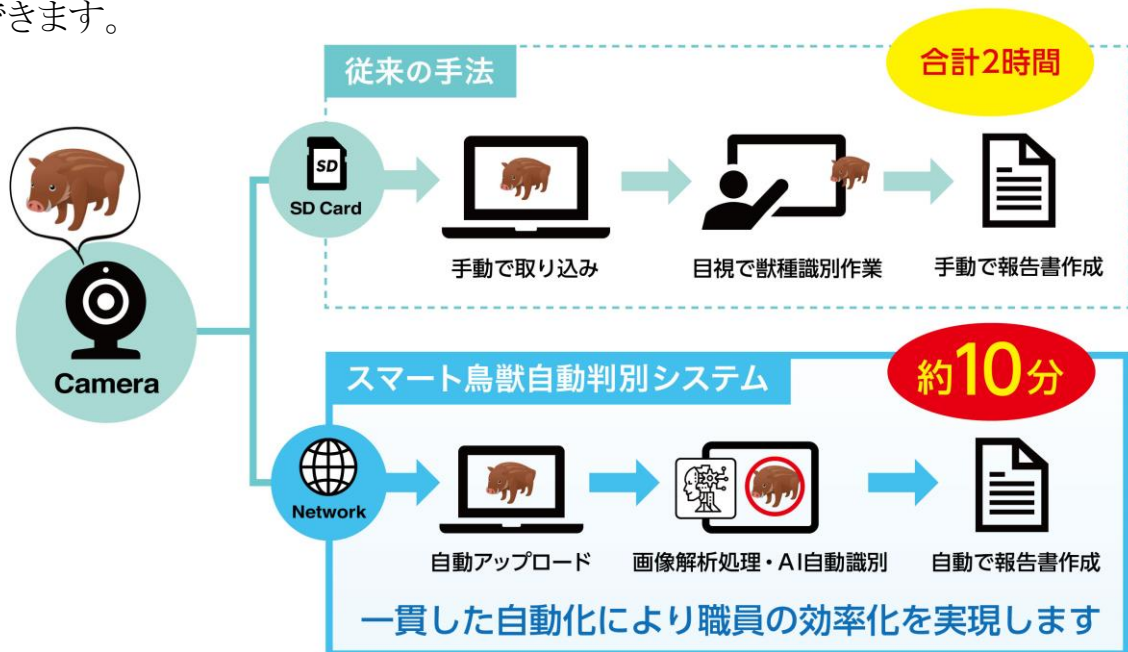 できます。
従来の手法
合計2時間
SD
SD Card
手動で取り込み
目視で獣種識別作業
手動で報告書作成
Camera
スマート鳥獣自動判別システム
約10分
Network
自動アップロード
画像解析処理・AI自動識別
自動で報告書作成
一貫した自動化により職員の効率化を実現します